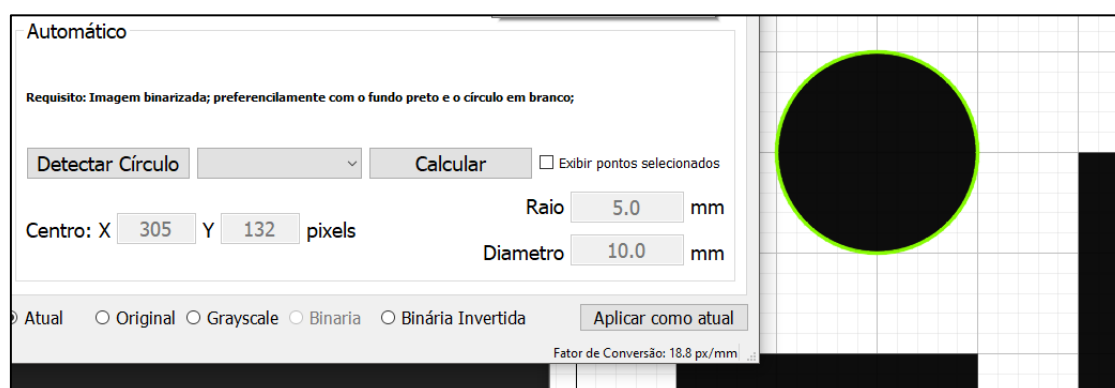 Automático
Requisito: Imagem binarizada; preferencilamente com o fundo preto e o círculo em branco;
Detectar Círculo Calcular Exibir pontos selecionados
Raio 5.0 mm
Centro: X 305 Y 132 pixels
Diametro 10.0 mm
Atual Original Grayscale Binaria Binária Invertida Aplicar como atual
Fator de Conversão: 18.8 px/mm